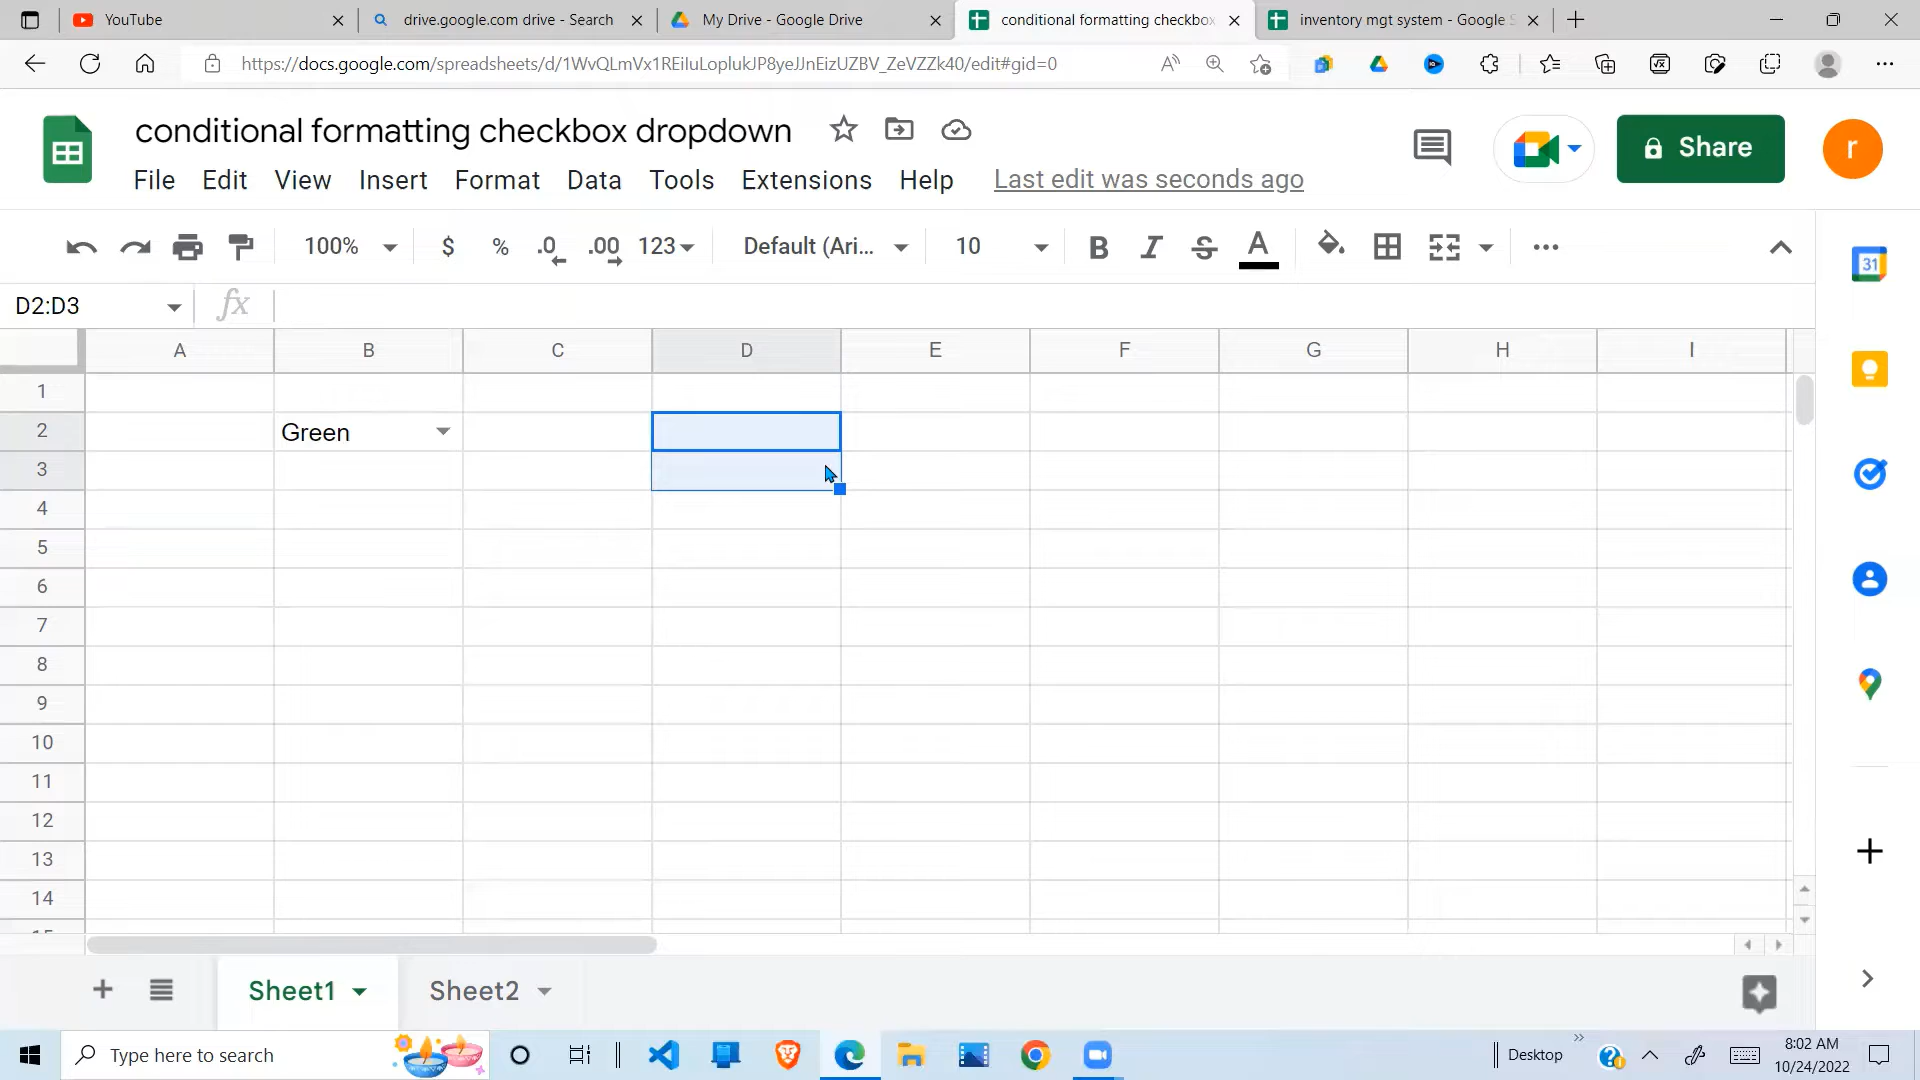 YouTube
drive.google.com drive - Search
My Drive - Google Drive
conditional formatting checkbox
inventory mgt system - Google S
https://docs.google.com/spreadsheets/d/1WvQLmVx1REiluLoplukJP8yeJJnEizUZBV_ZeVZZk40/edit#gid=0
conditional formatting checkbox dropdown
File Edit View Insert Format Data Tools Extensions Help Last edit was seconds ago
Share
r
100% $ % .0 .00 123 Default (Ari... 10 B I S A
31
D2:D3 fx
A B C D E F G H I
1
2 Green
3
4
5
6
7
8
9
10
11
12
13
14
15
Sheet1 Sheet2
Type here to search
Desktop
8:02 AM
10/24/2022